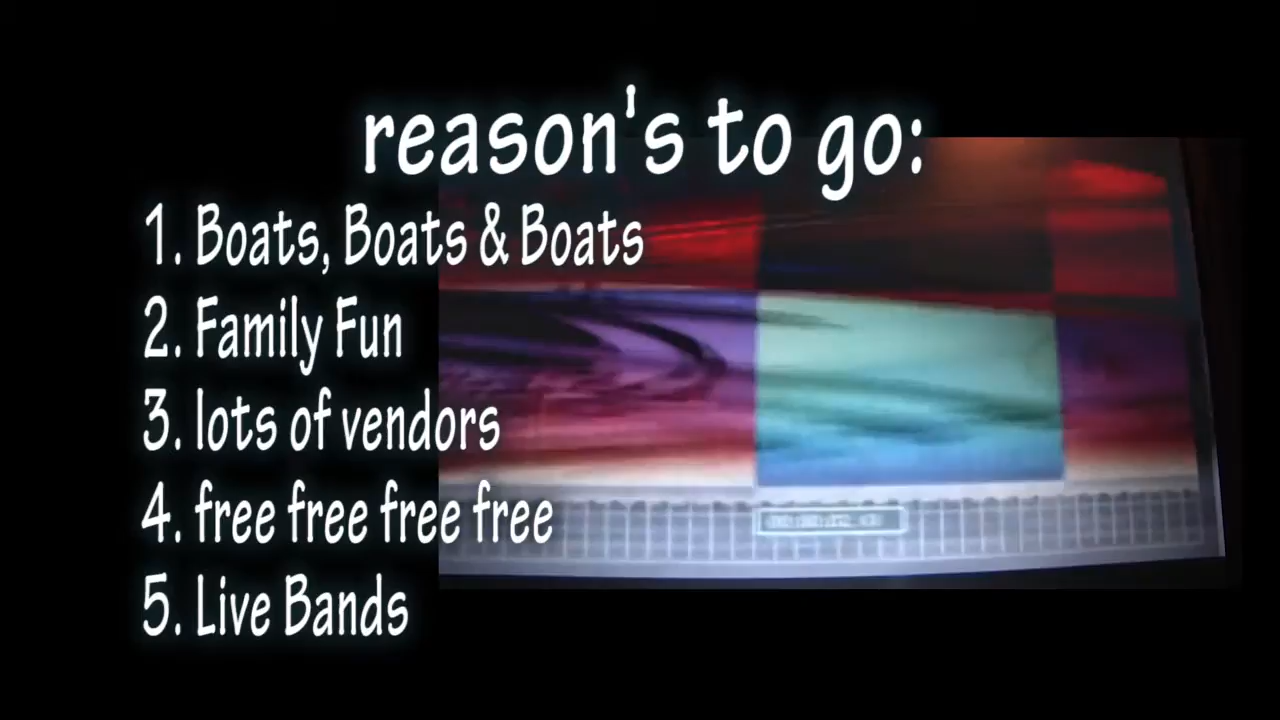 reason's to go:
1. Boats, Boats & Boats
2. Family Fun
3. lots of vendors
4. free free free free
5. Live Bands